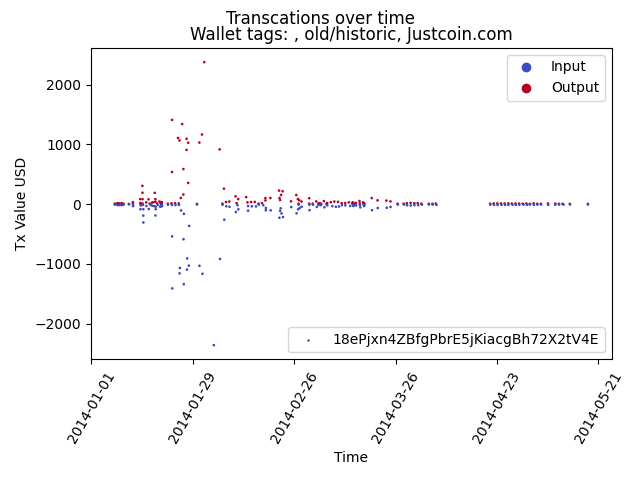 Transcations over time
Wallet tags: , old/historic, Justcoin.com
Input
Output
2000
1000
0
−1000
−2000
Tx Value USD
18ePjxn4ZBfgPbrE5jKiacgBh72X2tV4E
2014-01-01
2014-01-29
2014-02-26
2014-03-26
2014-04-23
2014-05-21
Time